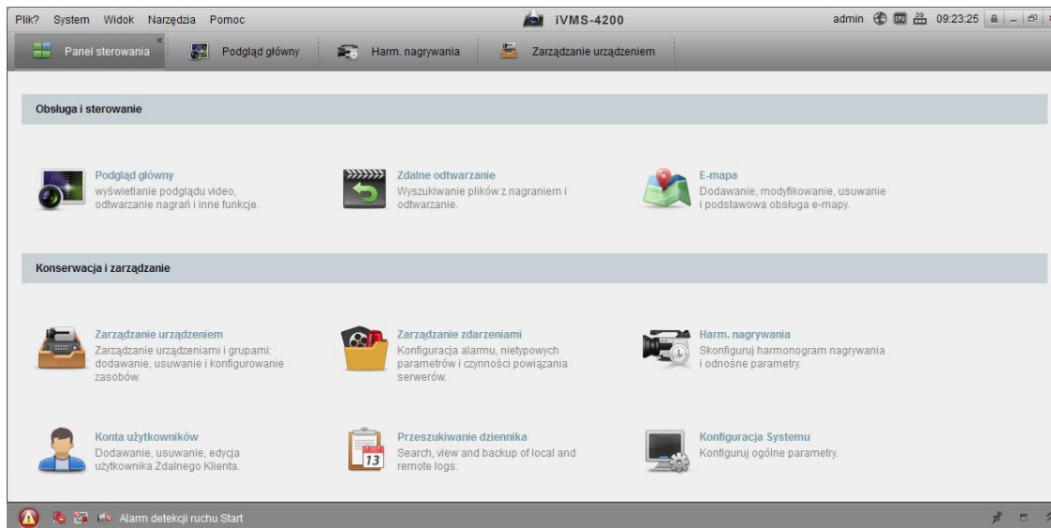 Plik? System Widok Narzędzia Pomoc iVMS-4200 admin 09:23:25
Panel sterowania Podgląd główny Harm. nagrywania Zarządzanie urządzeniem
Obsługa i sterowanie
Podgląd główny
wyświetlanie podglądu video,
odtwarzanie nagrań i inne funkcje.
Zdalne odtwarzanie
Wyszukiwanie plików z nagraniem i
odtwarzanie.
E-mapa
Dodawanie, modyfikowanie, usuwanie
i podstawowa obsługa e-mapy.
Konserwacja i zarządzanie
Zarządzanie urządzeniem
Zarządzanie urządzeniami i grupami:
dodawanie, usuwanie i konfigurowanie
zasobów.
Zarządzanie zdarzeniami
Konfiguracja alarmu, nietypowych
parametrów i czynności powiązania
serwerów.
Harm. nagrywania
Skonfiguruj harmonogram nagrywania
i odnośne parametry.
Konta użytkowników
Dodawanie, usuwanie, edycja
użytkownika Zdalnego Klienta.
13
Przeszukiwanie dziennika
Search, view and backup of local and
remote logs.
Konfiguracja Systemu
Konfiguruj ogólne parametry.
Alarm detekcji ruchu Start